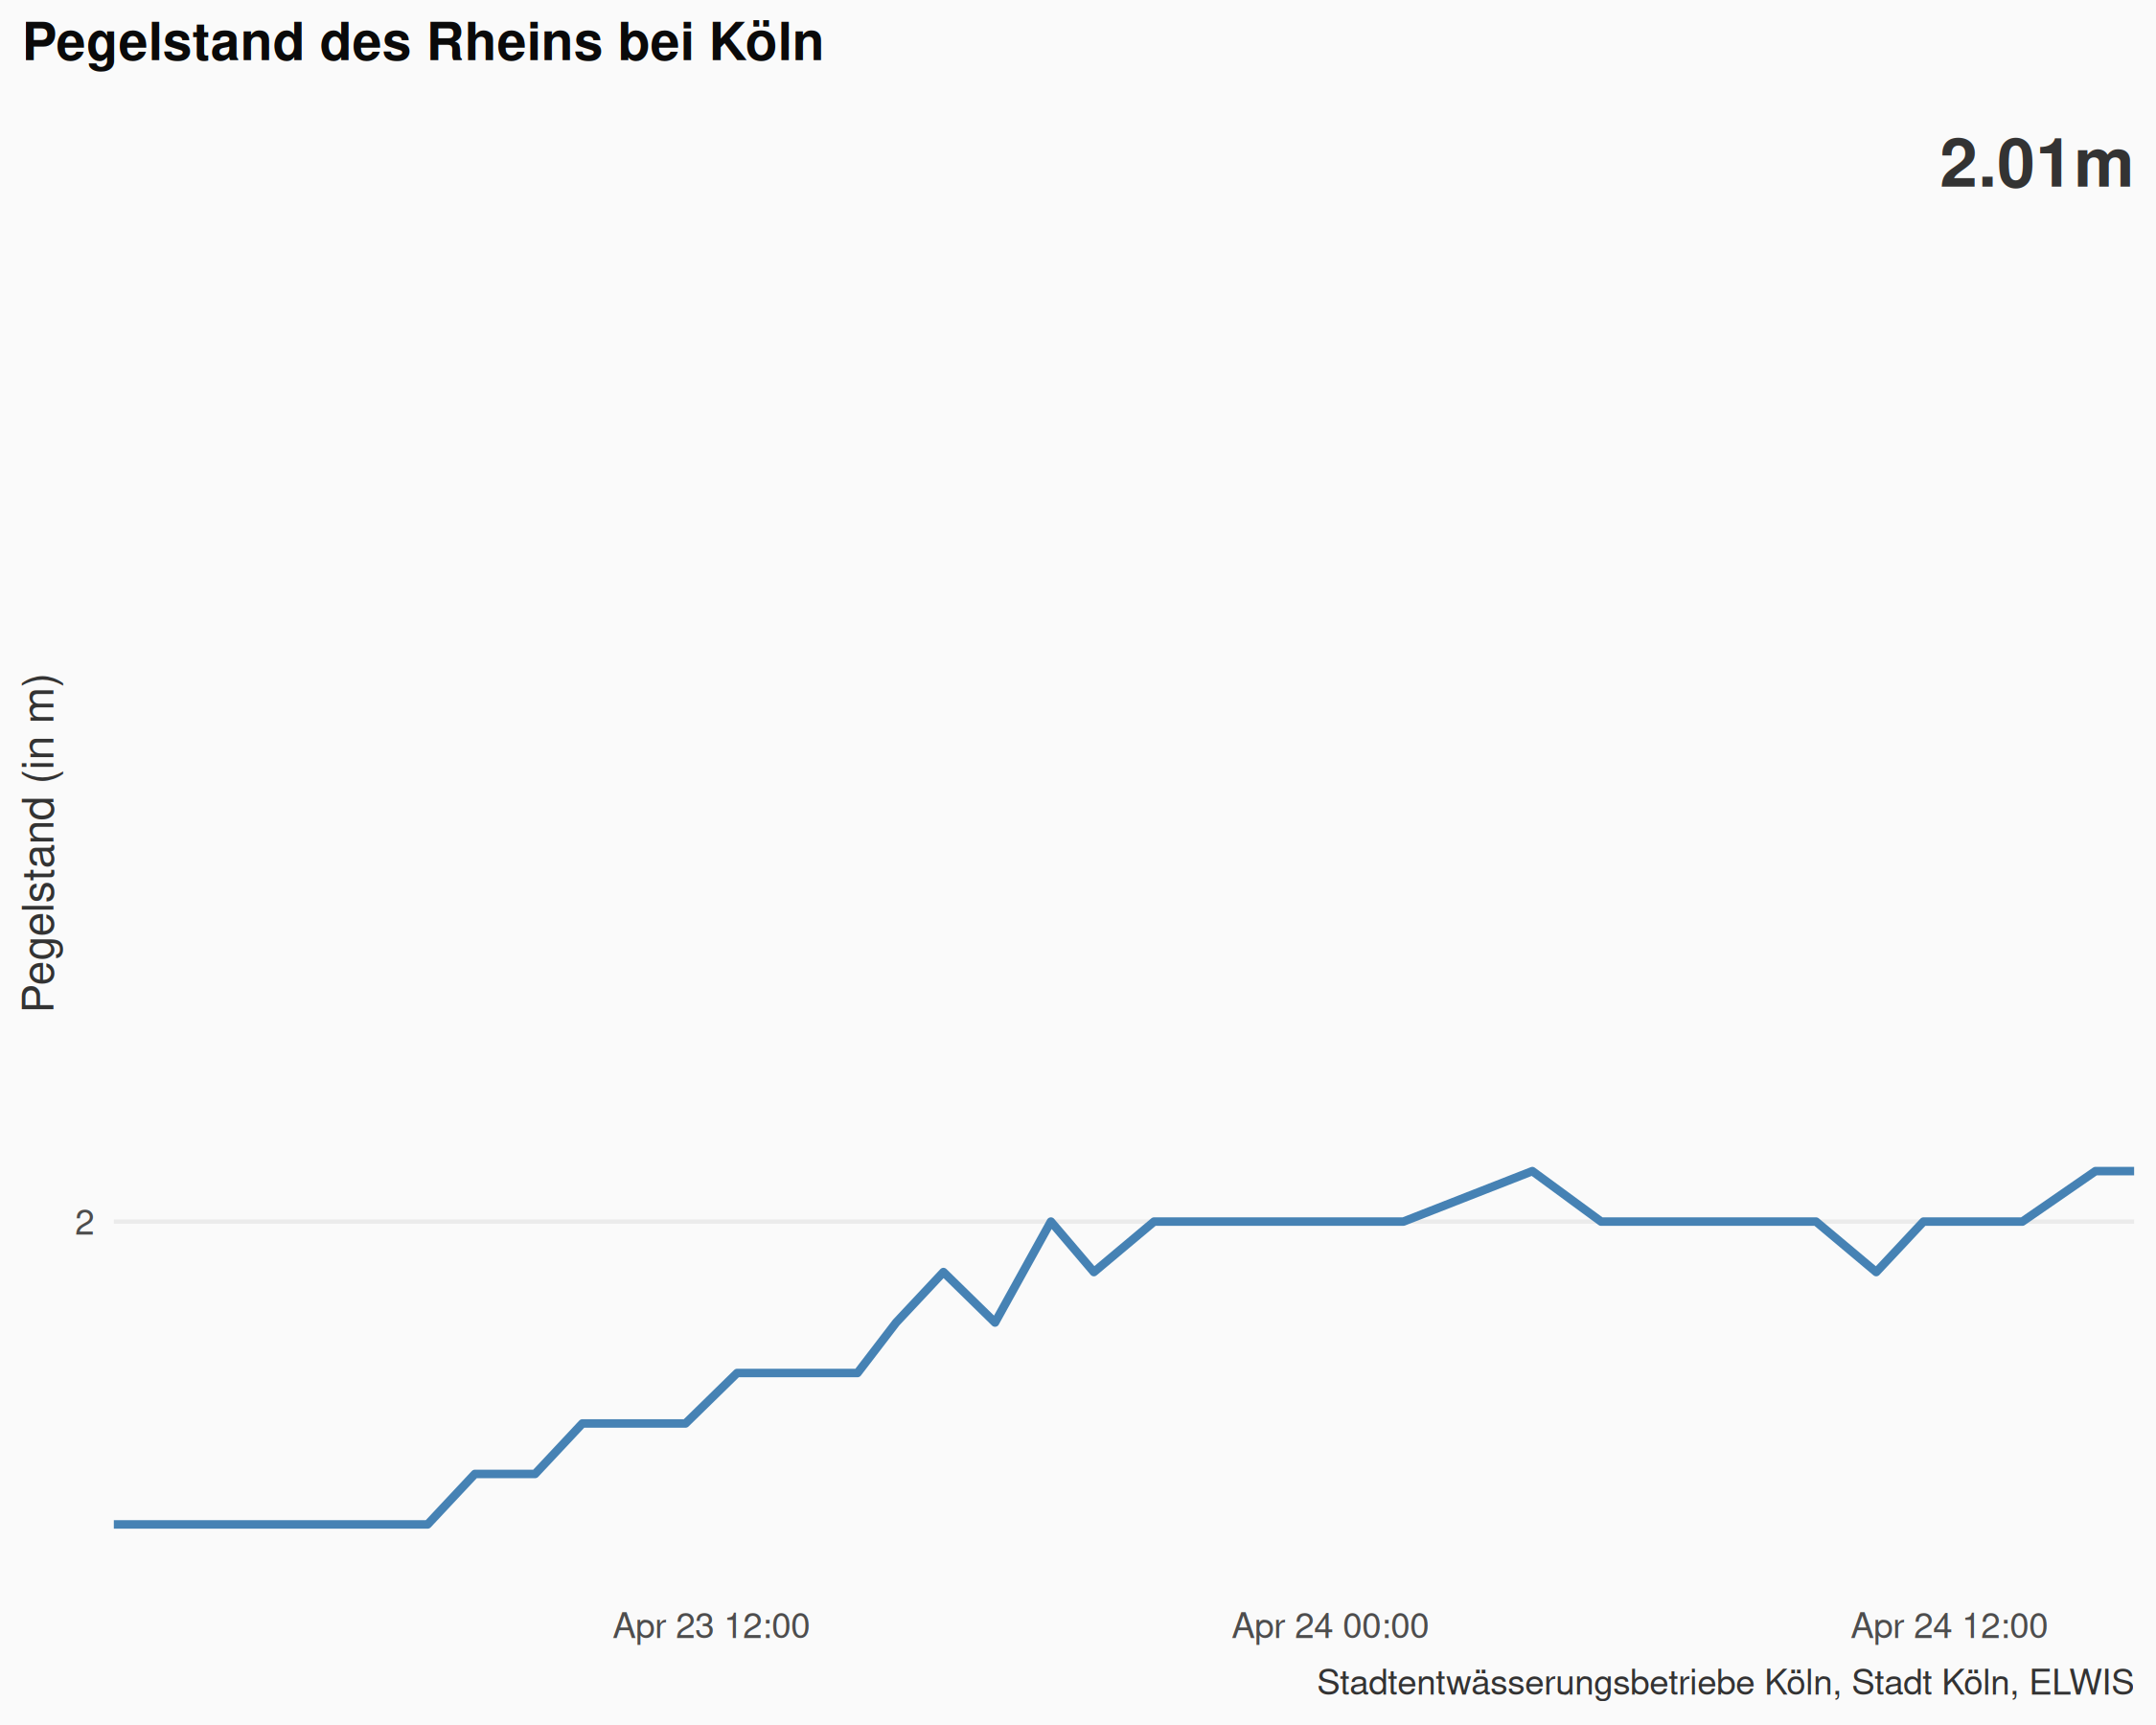 Pegelstand des Rheins bei Köln
2.01m
Pegelstand (in m)
2
Apr 23 12:00
Apr 24 00:00
Apr 24 12:00
Stadtentwässerungsbetriebe Köln, Stadt Köln, ELWIS